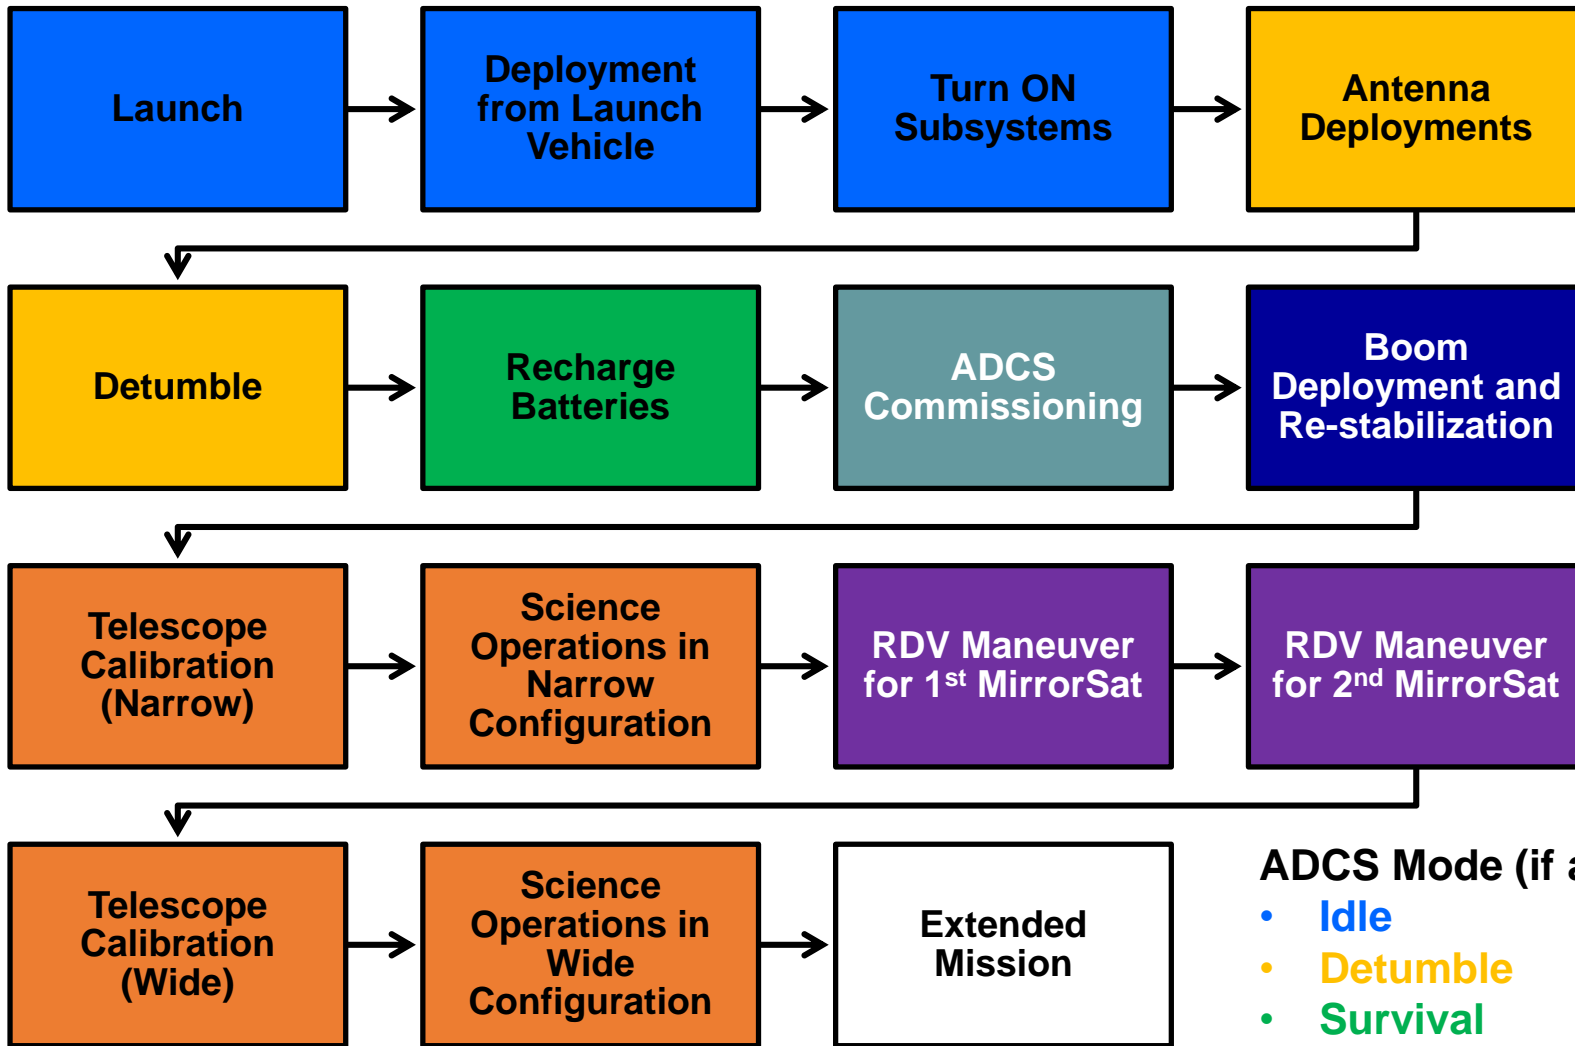 Launch
Deployment
from Launch
Vehicle
Turn ON
Subsystems
Antenna
Deployments
Detumble
Recharge
Batteries
ADCS
Commissioning
Boom
Deployment and
Re-stabilization
Telescope
Calibration
(Narrow)
Science
Operations in
Narrow
Configuration
RDV Maneuver
for 1st MirrorSat
RDV Maneuver
for 2nd MirrorSat
Telescope
Calibration
(Wide)
Science
Operations in
Wide
Configuration
Extended
Mission
ADCS Mode (if
• Idle
• Detumble
• Survival